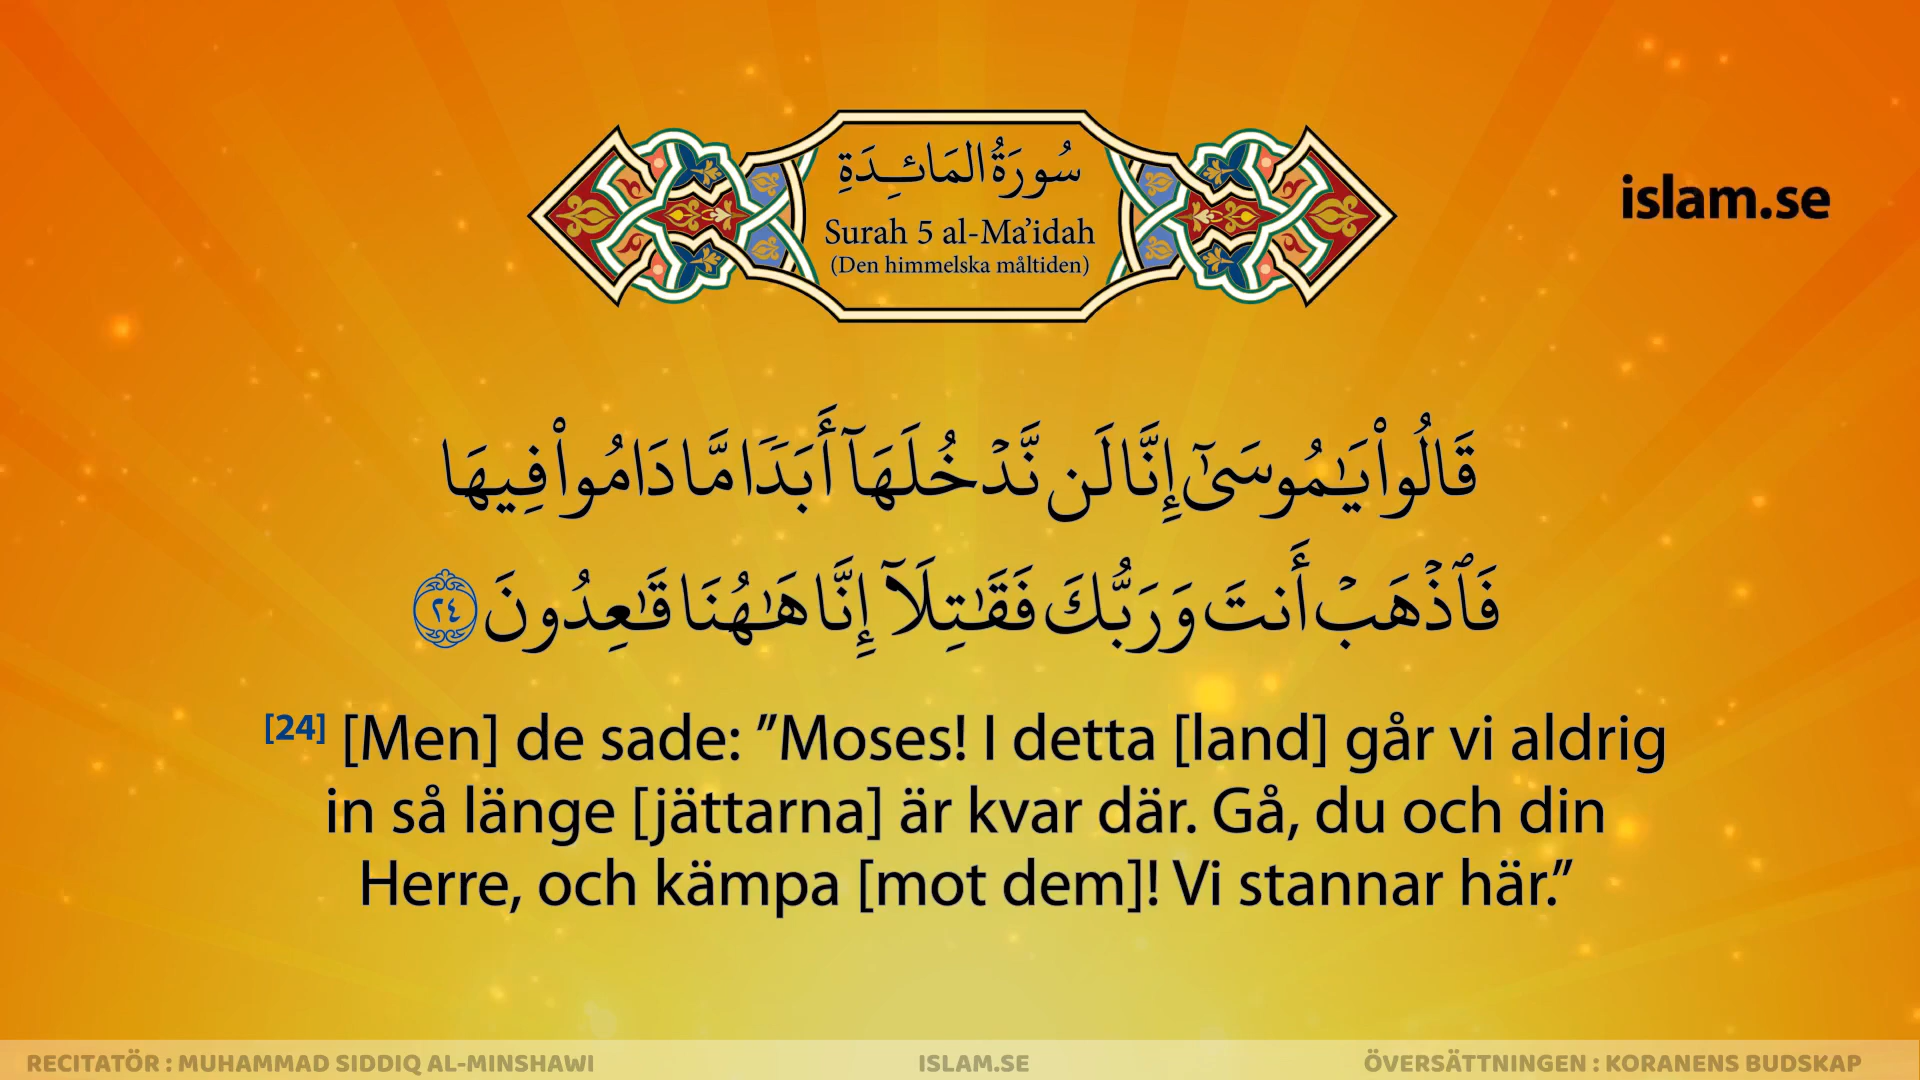 سُورَةُ المَائِدَةِ
Surah 5 al-Ma’idah
(Den himmelska måltiden)
islam.se
قَالُوا۟ يَـٰمُوسَىٰٓ إِنَّا لَن نَّدْخُلَهَآ أَبَدًۭا مَّا دَامُوا۟ فِيهَا
فَٱذْهَبْ أَنتَ وَرَبُّكَ فَقَـٰتِلَآ إِنَّا هَـٰهُنَا قَـٰعِدُونَ ٢٤
[24] [Men] de sade: ”Moses! I detta [land] går vi aldrig
in så länge [jättarna] är kvar där. Gå, du och din
Herre, och kämpa [mot dem]! Vi stannar här.”
RECITATÖR : MUHAMMAD SIDDIQ AL-MINSHAWI
ISLAM.SE
ÖVERSÄTTNINGEN : KORANENS BUDSKAP